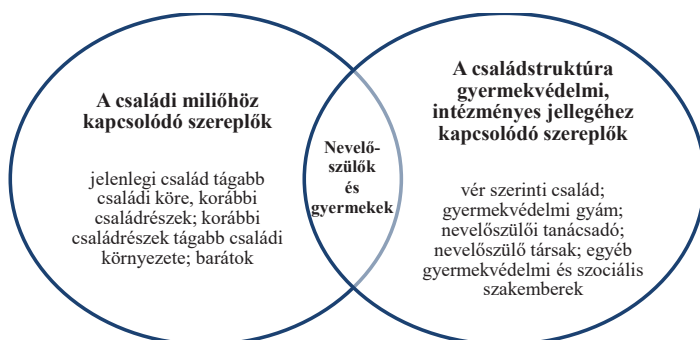 A családi miliőhöz
kapcsolódó szereplők
jelenlegi család tágabb
családi köre, korábbi
családrészek; korábbi
családrészek tágabb családi
környezete; barátok
Nevelő-
szülők
és
gyermekek
A családstruktúra
gyermekvédelmi,
intézményes jellegéhez
kapcsolódó szereplők
vér szerinti család;
gyermekvédelmi gyám;
nevelőszülői tanácsadó;
nevelőszülő társak; egyéb
gyermekvédelmi és szociális
szakemberek